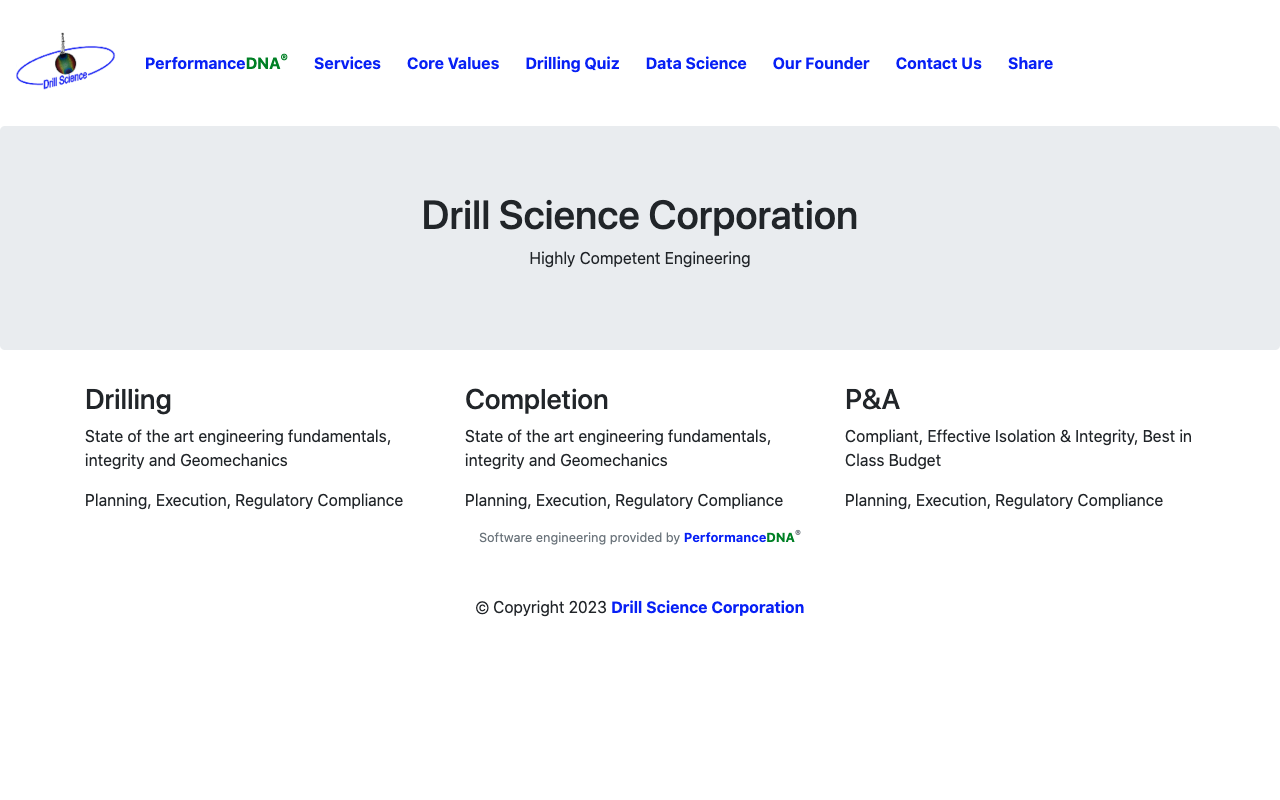 Drill Science
PerformanceDNA® Services Core Values Drilling Quiz Data Science Our Founder Contact Us Share
Drill Science Corporation
Highly Competent Engineering
Drilling
State of the art engineering fundamentals,
integrity and Geomechanics
Planning, Execution, Regulatory Compliance
Completion
State of the art engineering fundamentals,
integrity and Geomechanics
Planning, Execution, Regulatory Compliance
P&A
Compliant, Effective Isolation & Integrity, Best in
Class Budget
Planning, Execution, Regulatory Compliance
Software engineering provided by PerformanceDNA®
© Copyright 2023 Drill Science Corporation